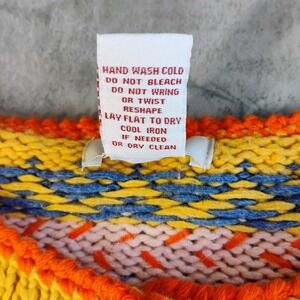 HAND WASH COLD
DO NOT BLEACH
DO NOT WRING
OR TWIST
RESHAPE
LAY FLAT TO DRY
COOL IRON
IF NEEDED
OR DRY CLEAN